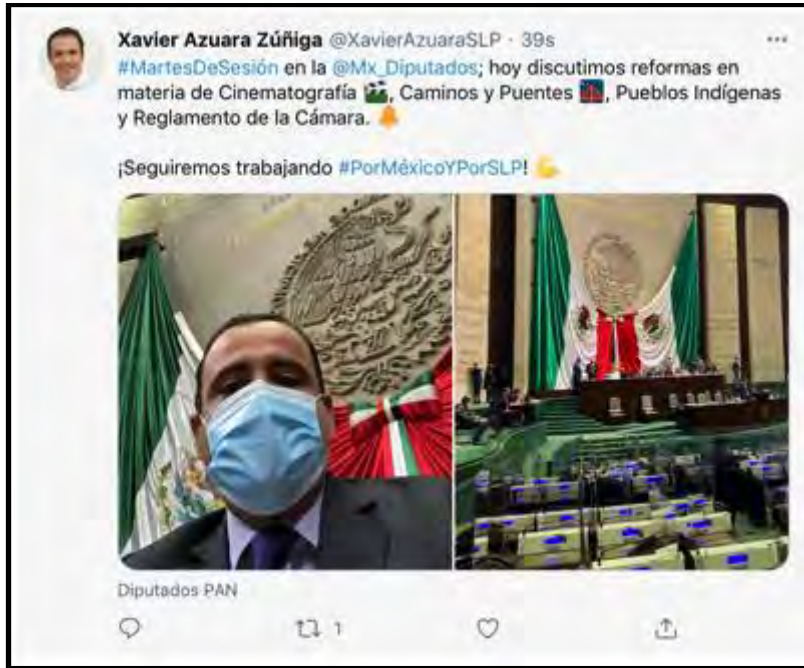 Xavier Azuara Zúñiga @XavierAzuaraSLP · 39s
#MartesDeSesión en la @Mx_Diputados; hoy discutimos reformas en
materia de Cinematografía 🎬, Caminos y Puentes 🌉, Pueblos Indígenas
y Reglamento de la Cámara. 🔔
¡Seguiremos trabajando #PorMéxicoYPorSLP! 💪
Diputados PAN
1